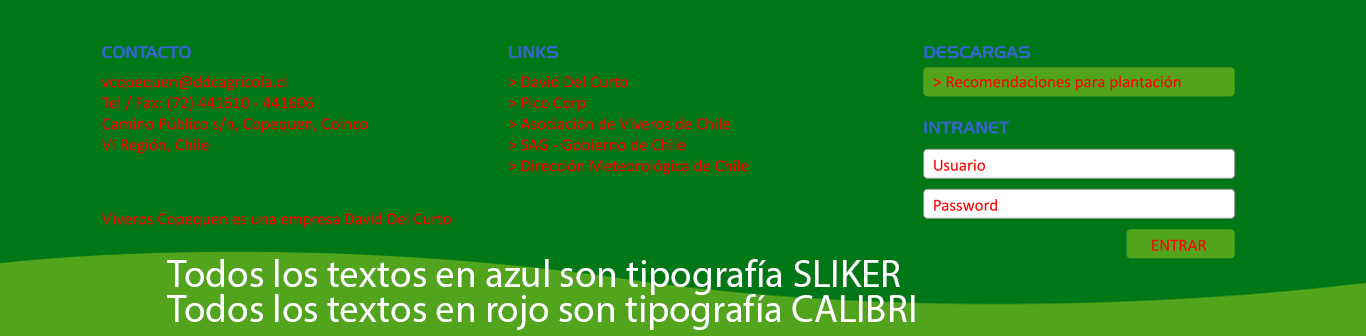 CONTACTO
vcopequen@ddcagricola.cl
Tel / Fax: (72) 441610 - 441606
Camino Público s/n, Copequen, Coinco
VI Región, Chile
Viveros Copequen es una empresa David Del Curto
LINKS
> David Del Curto
> Pico Corp
> Asociación de Viveros de Chile
> SAG - Gobierno de Chile
> Dirección Meteorológica de Chile
DESCARGAS
> Recomendaciones para plantación
INTRANET
Usuario
Password
ENTRAR
Todos los textos en azul son tipografía SLIKER
Todos los textos en rojo son tipografía CALIBRI